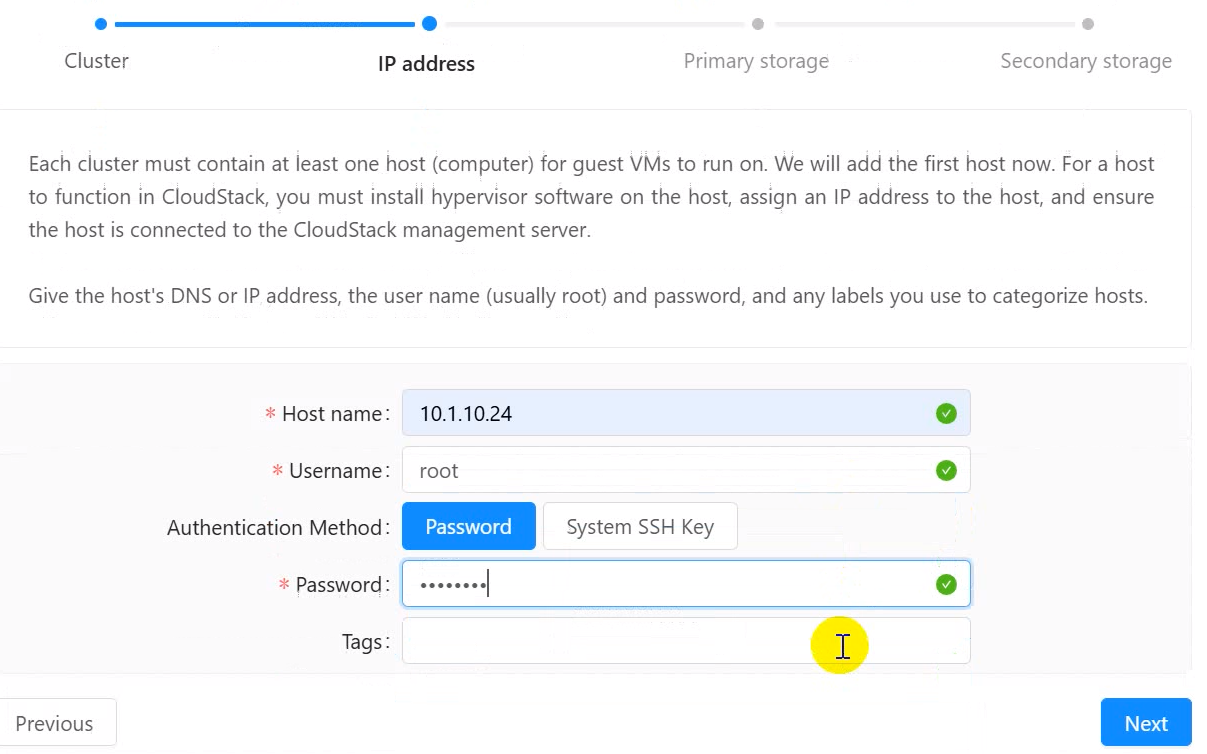 Cluster
IP address
Primary storage
Secondary storage
Each cluster must contain at least one host (computer) for guest VMs to run on. We will add the first host now. For a host
to function in CloudStack, you must install hypervisor software on the host, assign an IP address to the host, and ensure
the host is connected to the CloudStack management server.
Give the host's DNS or IP address, the user name (usually root) and password, and any labels you use to categorize hosts.
* Host name: 10.1.10.24
* Username: root
Authentication Method: Password System SSH Key
* Password: ••••••••
Tags:
Previous Next